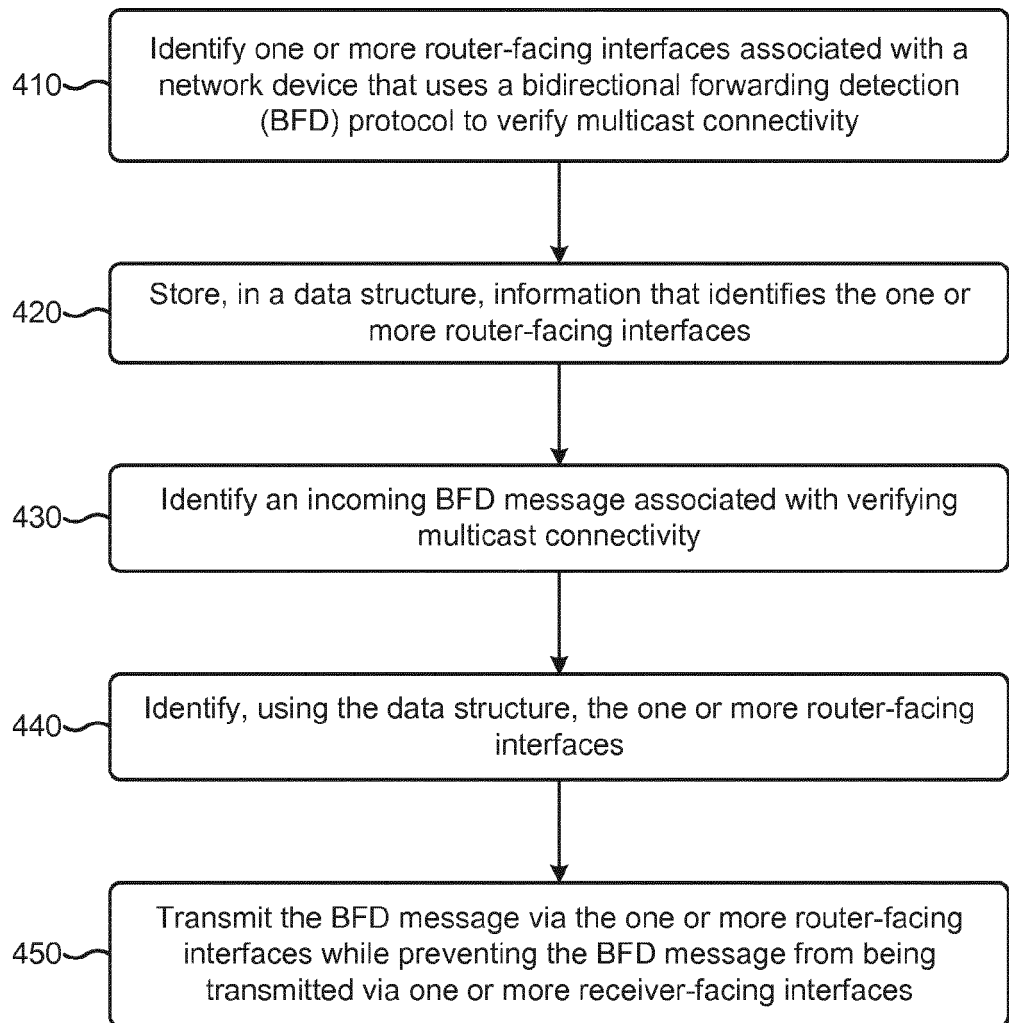 Identify one or more router-facing interfaces associated with a
410
network device that uses a bidirectional forwarding detection
(BFD) protocol to verify multicast connectivity
Store, in a data structure, information that identifies the one or
420
more router-facing interfaces
Identify an incoming BFD message associated with verifying
430
multicast connectivity
Identify, using the data structure, the one or more router-facing
440
interfaces
Transmit the BFD message via the one or more router-facing
450
interfaces while preventing the BFD message from being
transmitted via one or more receiver-facing interfaces